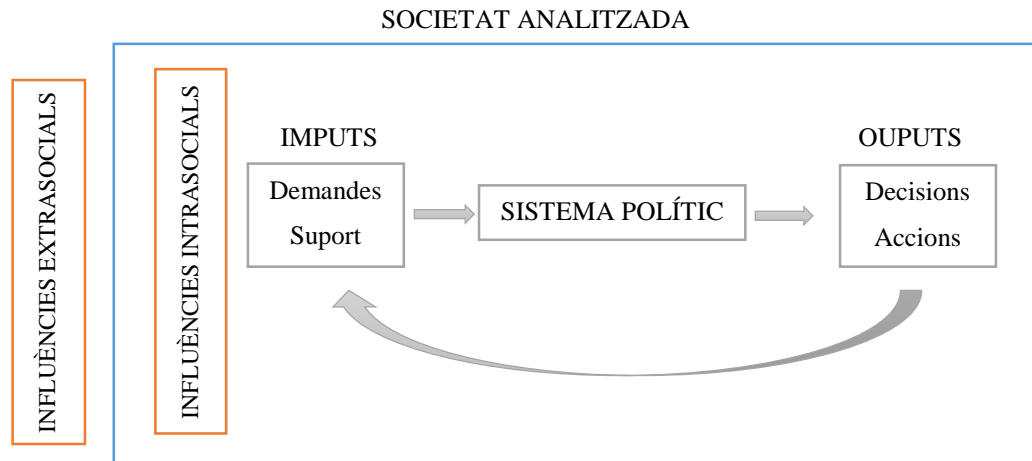 SOCIETAT ANALITZADA
INFLUÈNCIES EXTRASOCIALS
INFLUÈNCIES INTRASOCIALS
IMPUTS
Demandes
Suport
SISTEMA POLÍTIC
OUPUTS
Decisions
Accions